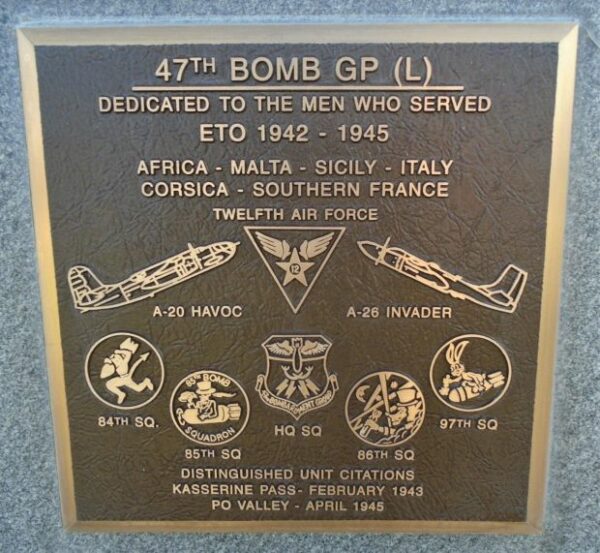 47TH BOMB GP (L)
DEDICATED TO THE MEN WHO SERVED
ETO 1942 - 1945
AFRICA - MALTA - SICILY - ITALY
CORSICA - SOUTHERN FRANCE
TWELFTH AIR FORCE
12
A-20 HAVOC
A-26 INVADER
85TH BOMB
SQUADRON
84TH SQ.
85TH SQ
HQ SQ
86TH SQ
97TH SQ
DISTINGUISHED UNIT CITATIONS
KASSERINE PASS- FEBRUARY 1943
PO VALLEY - APRIL 1945